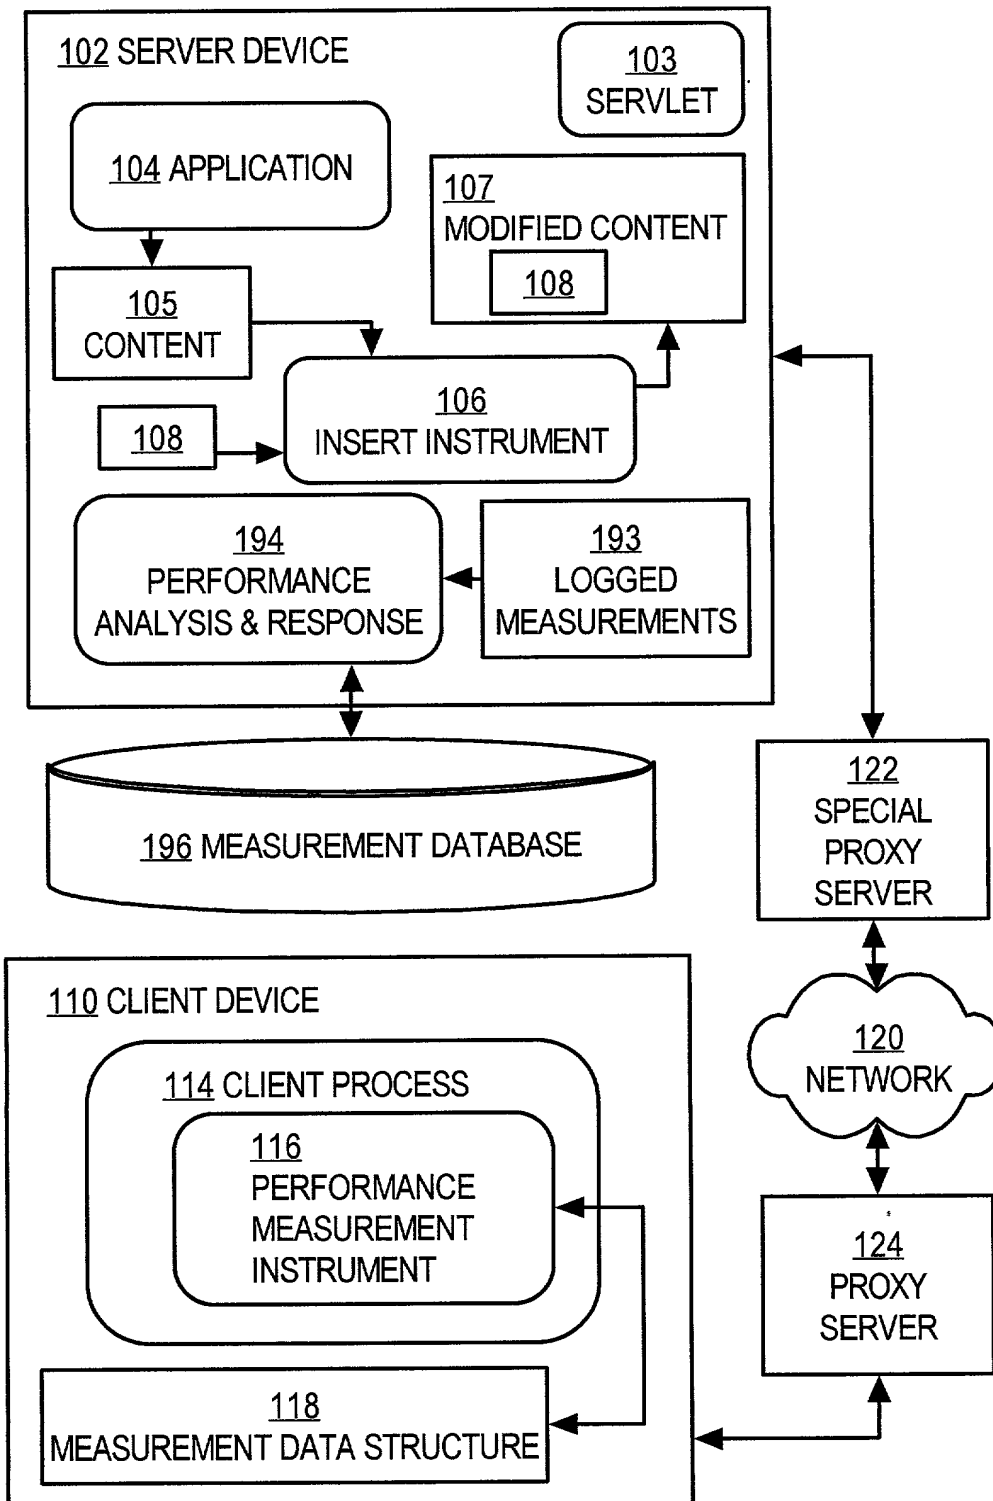 102 SERVER DEVICE
103
SERVLET
104 APPLICATION
107
MODIFIED CONTENT
108
105
CONTENT
106
INSERT INSTRUMENT
108
194
PERFORMANCE
ANALYSIS & RESPONSE
193
LOGGED
MEASUREMENTS
196 MEASUREMENT DATABASE
122
SPECIAL
PROXY
SERVER
110 CLIENT DEVICE
114 CLIENT PROCESS
116
PERFORMANCE
MEASUREMENT
INSTRUMENT
120
NETWORK
124
PROXY
SERVER
118
MEASUREMENT DATA STRUCTURE